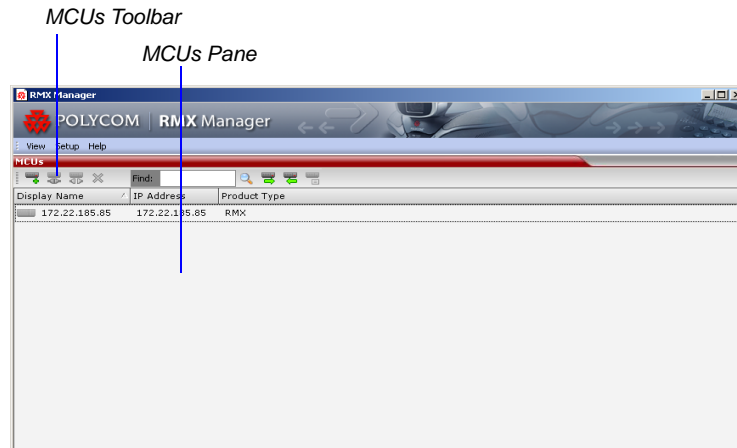 MCUs Toolbar
MCUs Pane
RMX Manager
POLYCOM | RMX Manager
View Setup Help
MCUs
Find:
Display Name IP Address Product Type
172.22.185.85 172.22.185.85 RMX